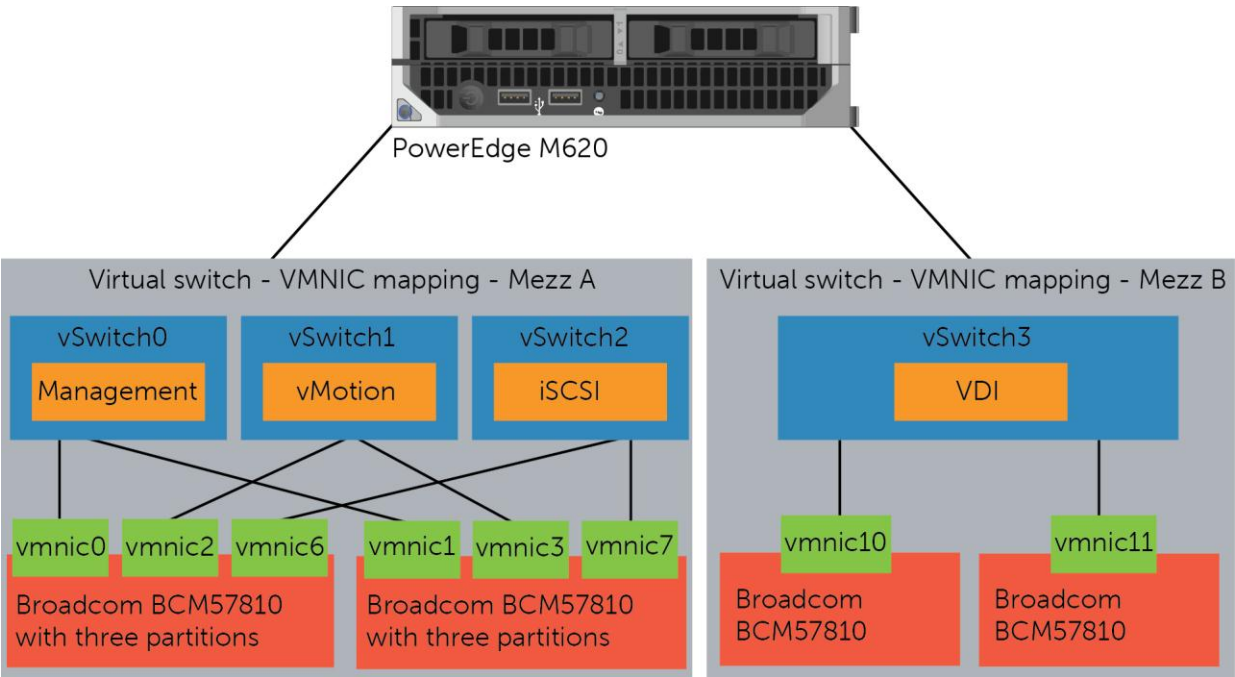 PowerEdge M620
Virtual switch - VMNIC mapping - Mezz A
vSwitch0
vSwitch1
vSwitch2
Management
vMotion
iSCSI
vmnic0
vmnic2
vmnic6
vmnic1
vmnic3
vmnic7
Broadcom BCM57810
with three partitions
Broadcom BCM57810
with three partitions
Virtual switch - VMNIC mapping - Mezz B
vSwitch3
VDI
vmnic10
vmnic11
Broadcom
BCM57810
Broadcom
BCM57810